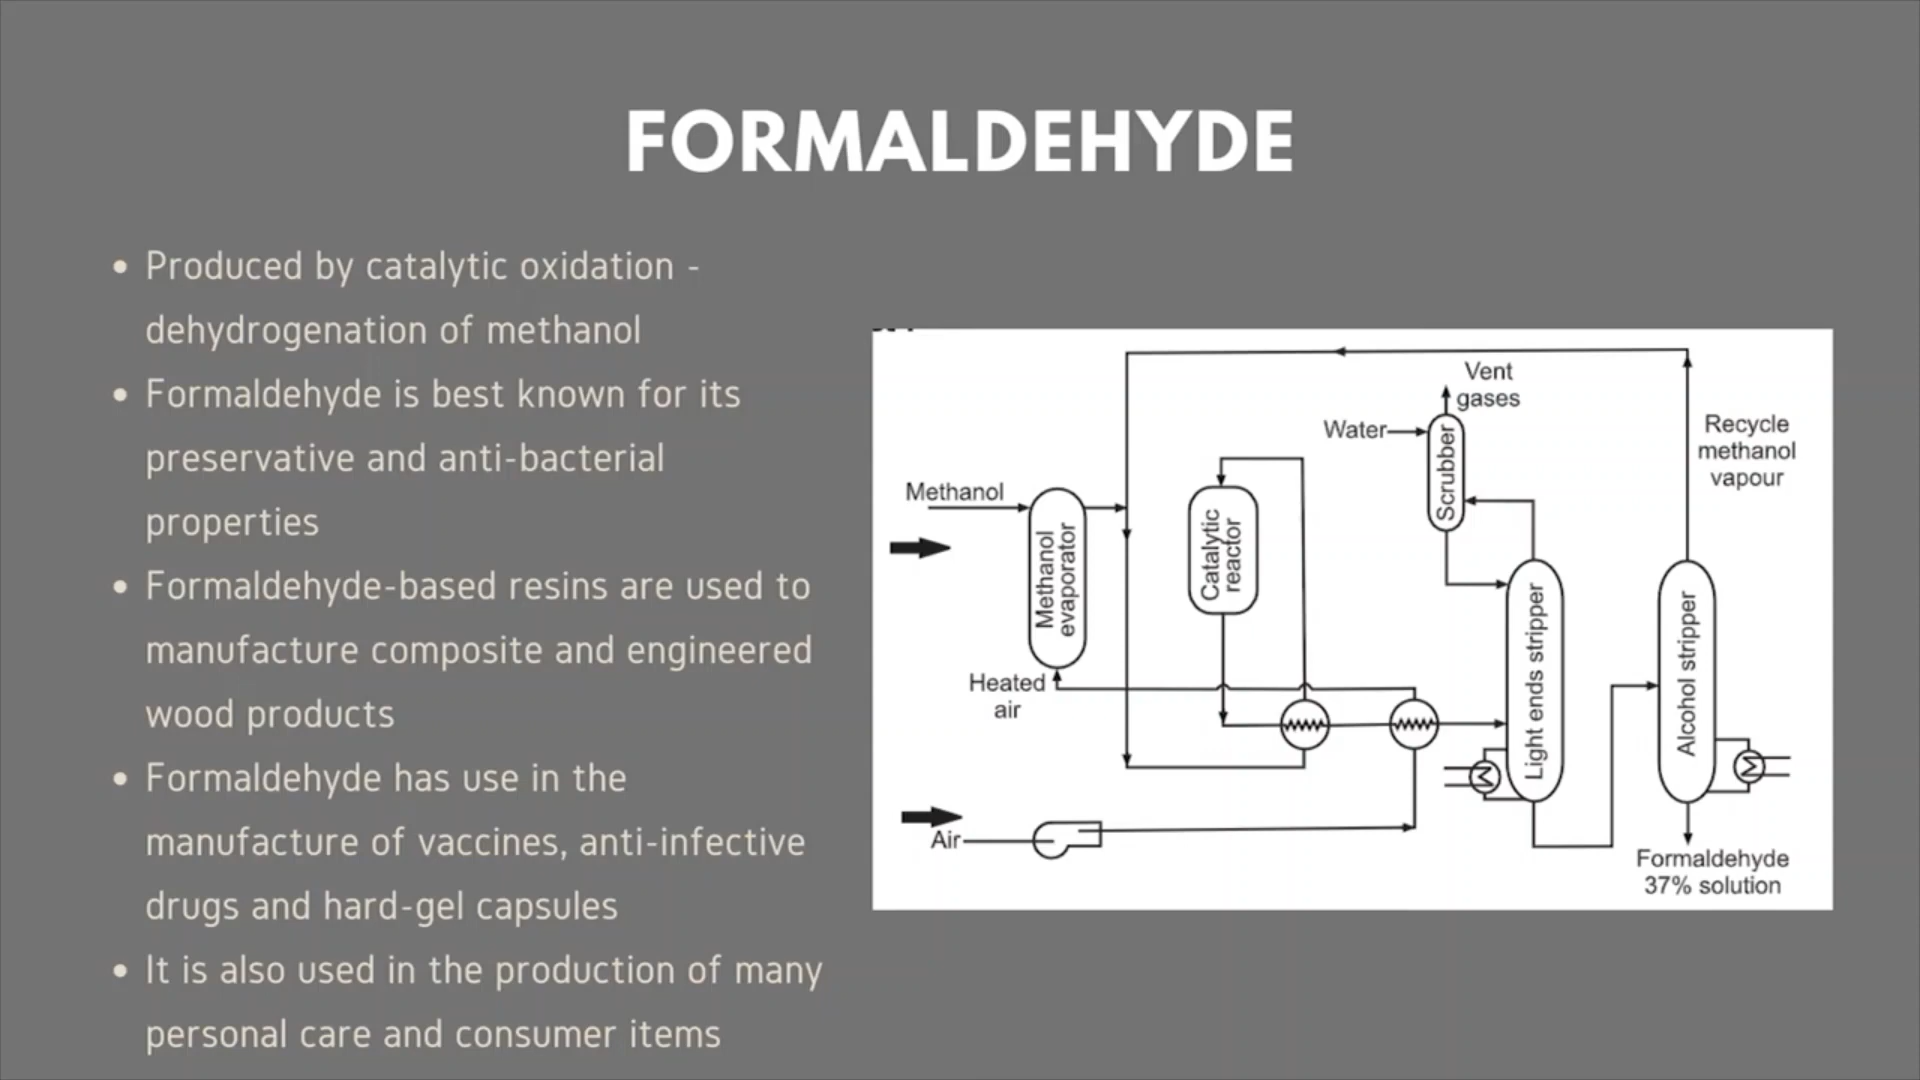 FORMALDEHYDE
• Produced by catalytic oxidation -
dehydrogenation of methanol
• Formaldehyde is best known for its
preservative and anti-bacterial
properties
• Formaldehyde-based resins are used to
manufacture composite and engineered
wood products
• Formaldehyde has use in the
manufacture of vaccines, anti-infective
drugs and hard-gel capsules
• It is also used in the production of many
personal care and consumer items
Methanol
Methanol
evaporator
Heated
air
Air
Catalytic
reactor
Water
Vent
gases
Scrubber
Light ends stripper
Recycle
methanol
vapour
Alcohol stripper
Formaldehyde
37% solution